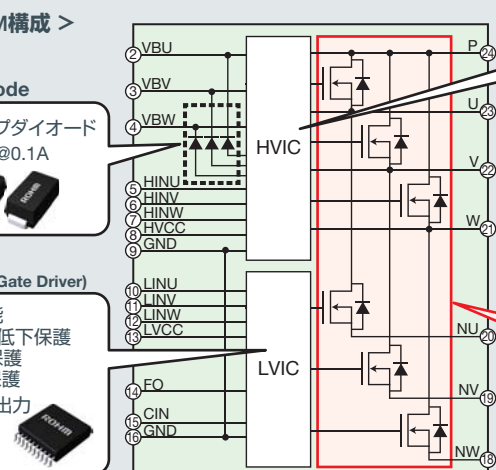 M構成 >
ode
プダイオード
@0.1A
ROHM
Gate Driver)
能
低下保護
保護
護
出力
ROHM
② VBU
③ VBV
④ VBW
⑤ HINU
⑥ HINV
⑦ HINW
⑧ HVCC
⑨ GND
⑩ LINU
⑪ LINV
⑫ LINW
⑬ LVCC
⑭ FO
⑮ CIN
⑯ GND
HVIC
LVIC
P ㉔
U ㉓
V ㉒
W ㉑
NU ⑳
NV ⑲
NW ⑱